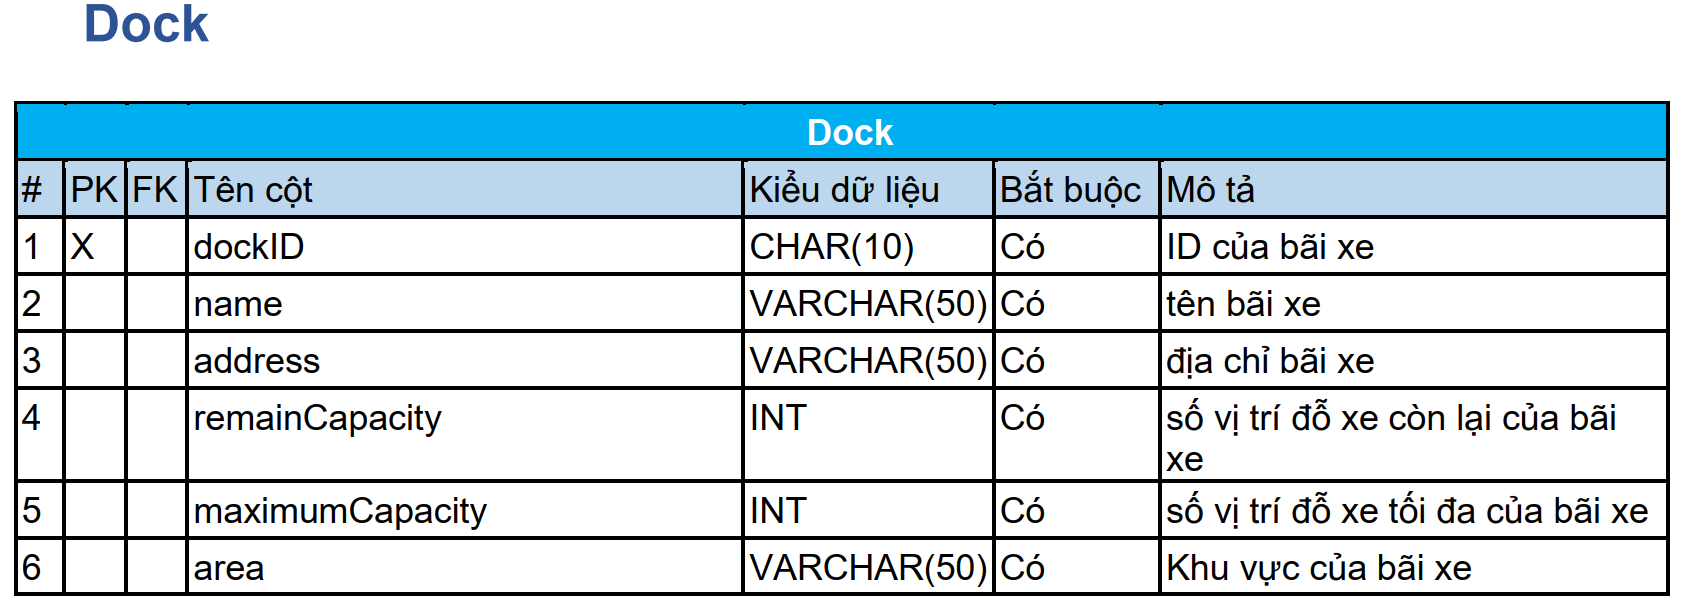 Dock
Dock
# PK FK Tên cột Kiểu dữ liệu Bắt buộc Mô tả
1 X dockID CHAR(10) Có ID của bãi xe
2 name VARCHAR(50) Có tên bãi xe
3 address VARCHAR(50) Có địa chỉ bãi xe
4 remainCapacity INT Có số vị trí đỗ xe còn lại của bãi
xe
5 maximumCapacity INT Có số vị trí đỗ xe tối đa của bãi xe
6 area VARCHAR(50) Có Khu vực của bãi xe